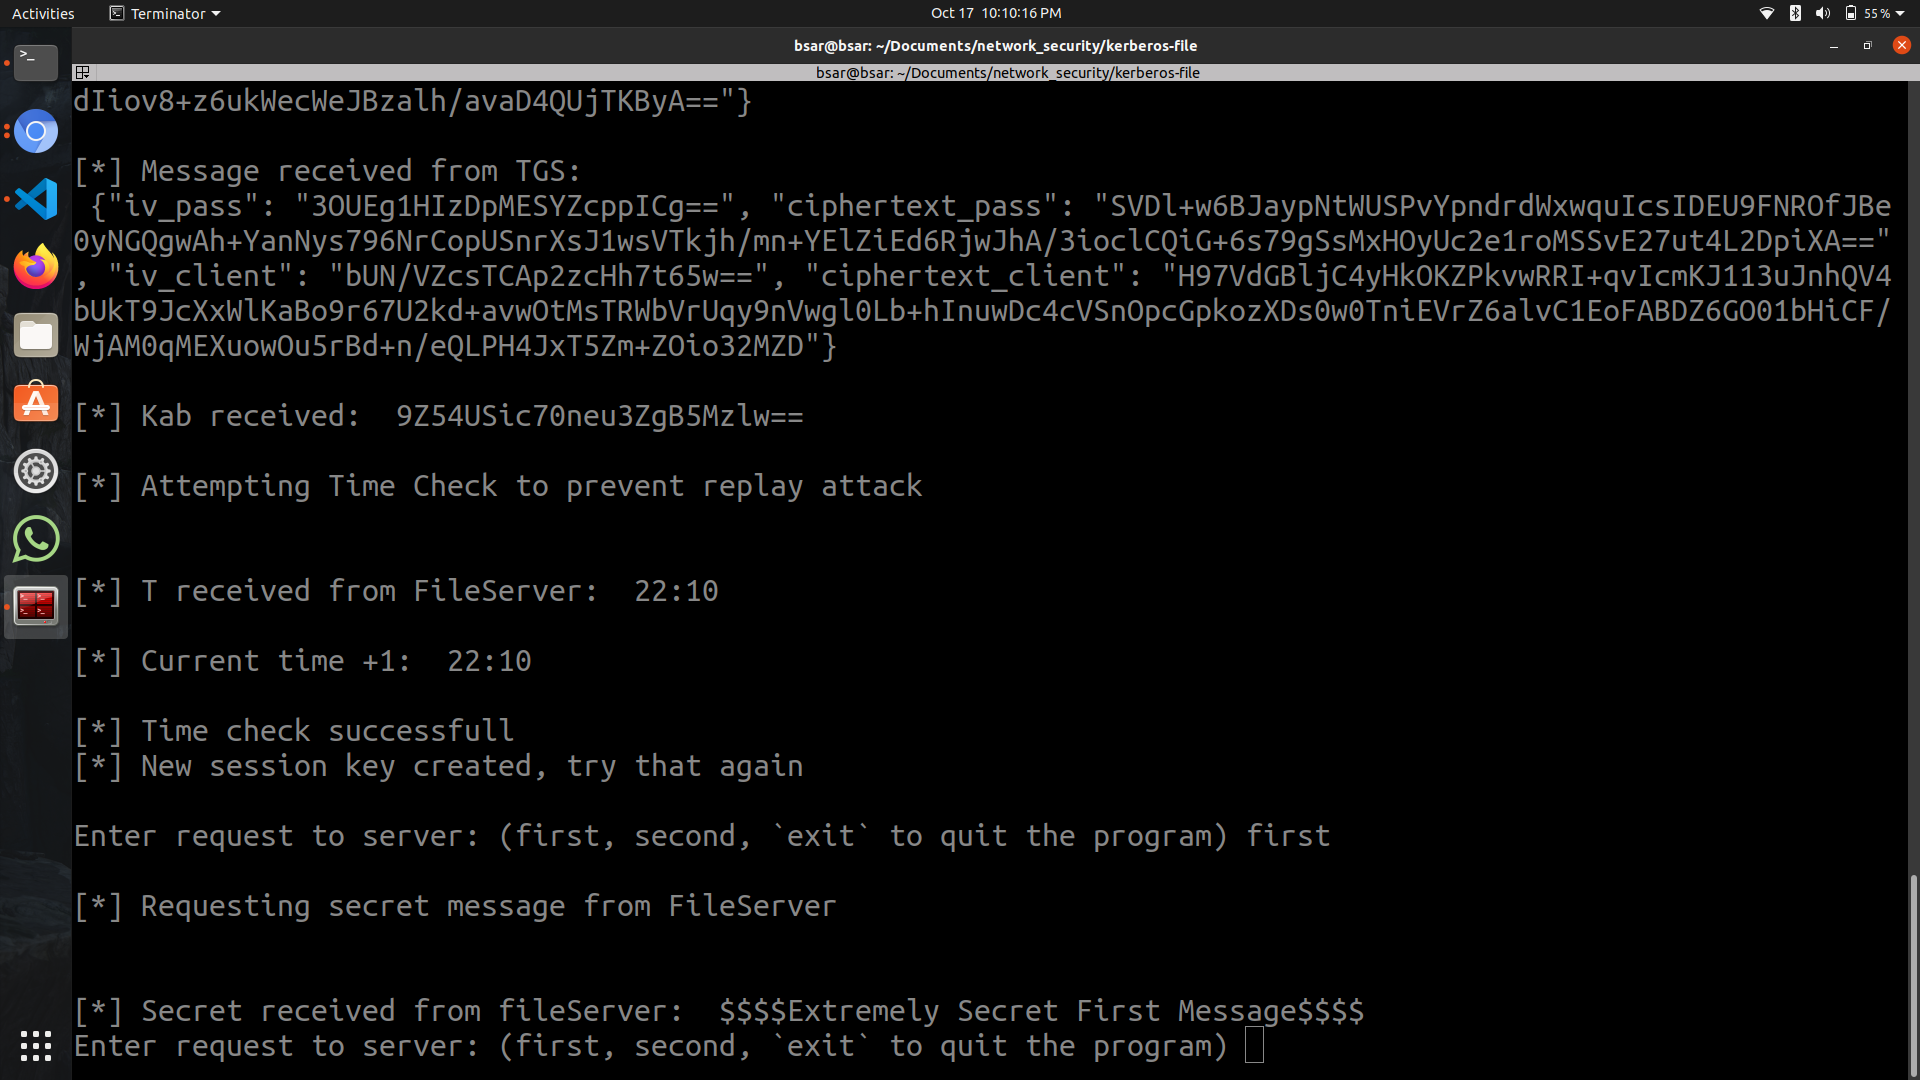 Activities
Terminator
Oct 17 10:10:16 PM
55 %
bsar@bsar: ~/Documents/network_security/kerberos-file
bsar@bsar: ~/Documents/network_security/kerberos-file
dIiov8+z6ukWecWeJBzalh/avaD4QUjTKByA=="}
[*] Message received from TGS:
{"iv_pass": "3OUEg1HIzDpMESYZcppICg==", "ciphertext_pass": "SVDl+w6BJaypNtWUSPvYpndrdWxwquIcsIDEU9FNROfJBe
0yNGQgwAh+YanNys796NrCopUSnrXsJ1wsVTkjh/mn+YElZiEd6RjwJhA/3ioclCQiG+6s79gSsMxHOyUc2e1roMSSvE27ut4L2DpiXA=="
, "iv_client": "bUN/VZcsTCAp2zcHh7t65w==", "ciphertext_client": "H97VdGBljC4yHkOKZPkvwRRI+qvIcmKJ113uJnhQV4
bUkT9JcXxWlKaBo9r67U2kd+avwOtMsTRWbVrUqy9nVwgl0Lb+hInuwDc4cVSnOpcGpkozXDs0w0TniEVrZ6alvC1EoFABDZ6GO01bHiCF/
WjAM0qMEXuowOu5rBd+n/eQLPH4JxT5Zm+ZOio32MZD"}
[*] Kab received:  9Z54USic70neu3ZgB5Mzlw==
[*] Attempting Time Check to prevent replay attack
[*] T received from FileServer:  22:10
[*] Current time +1:  22:10
[*] Time check successfull
[*] New session key created, try that again
Enter request to server: (first, second, `exit` to quit the program) first
[*] Requesting secret message from FileServer
[*] Secret received from fileServer:  $$$$Extremely Secret First Message$$$$
Enter request to server: (first, second, `exit` to quit the program)